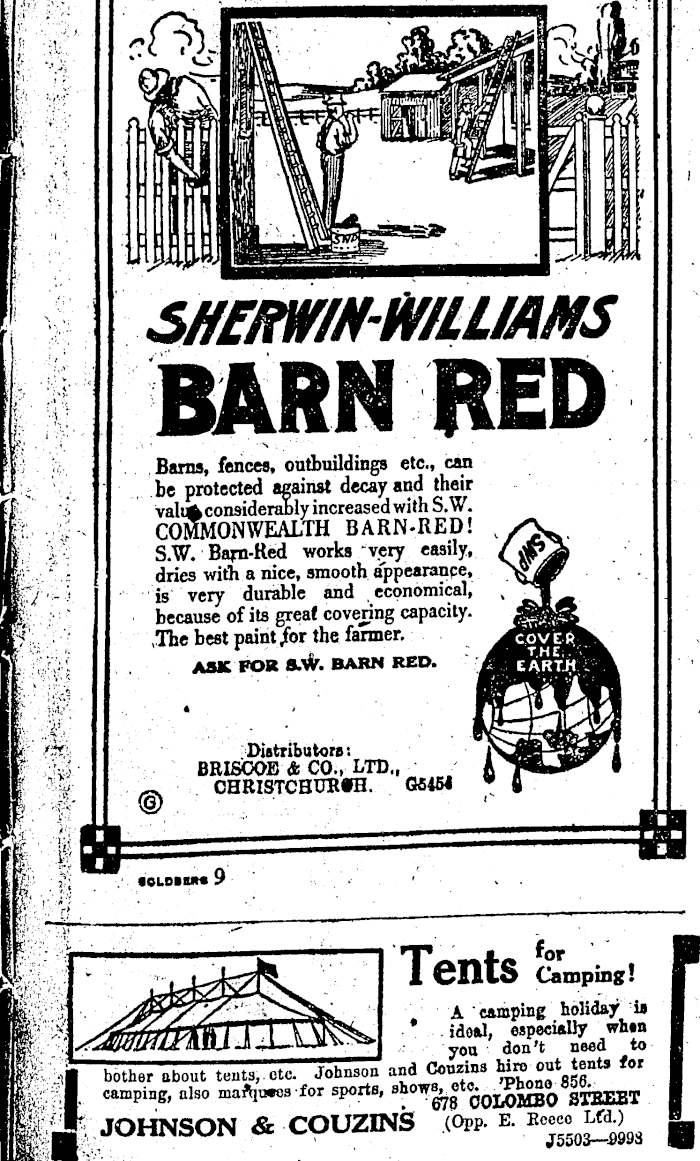 SWP
SHERWIN-WILLIAMS
BARN RED
Barns, fences, outbuildings etc., can
be protected against decay and their
value considerably increased with S.W.
COMMONWEALTH BARN-RED!
S.W. Barn-Red works very easily,
dries with a nice, smooth appearance,
is very durable and economical,
because of its great covering capacity.
The best paint for the farmer.
ASK FOR S.W. BARN RED.
SWP
COVER
THE
EARTH
Distributors:
BRISCOE & CO., LTD.,
CHRISTCHURCH. G5454
G
GOLDBERG 9
Tents for
Camping!
A camping holiday is
ideal, especially when
you don't need to
bother about tents, etc. Johnson and Couzins hire out tents for
camping, also marquees for sports, shows, etc. 'Phone 856.
678 COLOMBO STREET
JOHNSON & COUZINS (Opp. E. Reece Ltd.)
J5503—9998